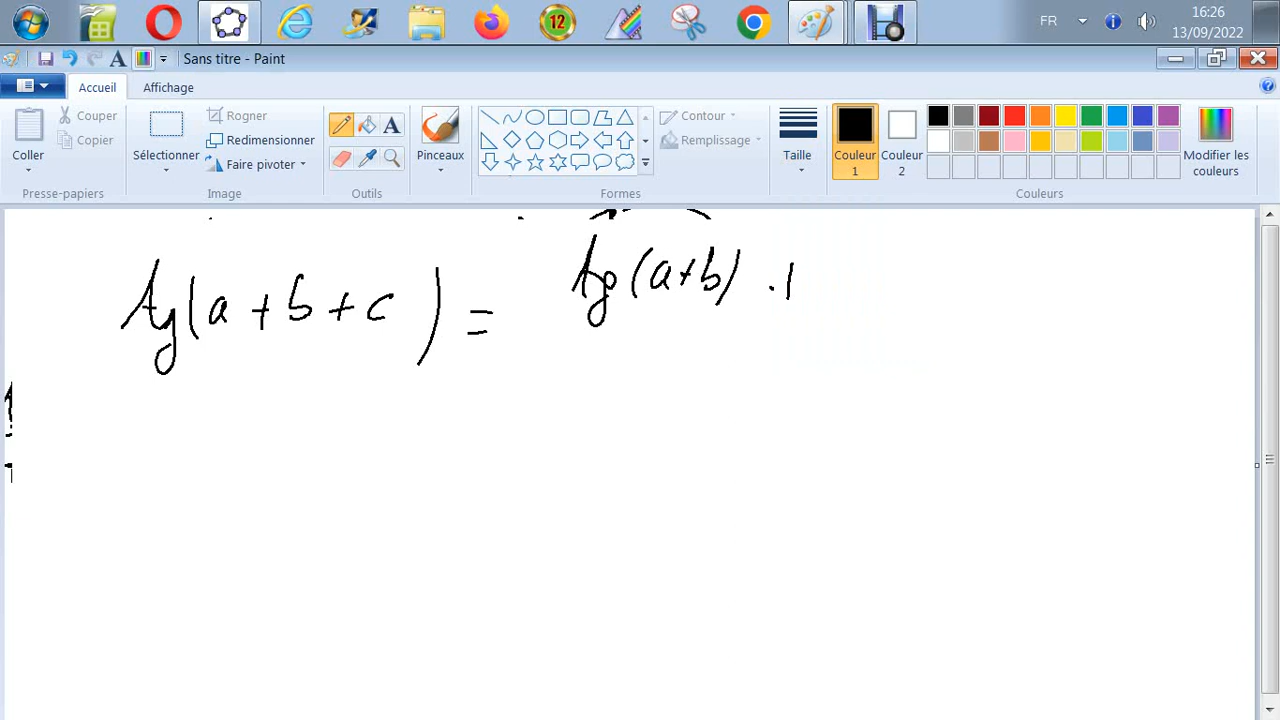 12
FR
16:26
13/09/2022
Sans titre - Paint
Accueil
Affichage
Coller
Couper
Copier
Presse-papiers
Sélectionner
Rogner
Redimensionner
Faire pivoter
Image
A
Outils
Pinceaux
Contour
Remplissage
Formes
Taille
Couleur 1
Couleur 2
Modifier les couleurs
Couleurs
tg(a + b + c) = tg(a+b)